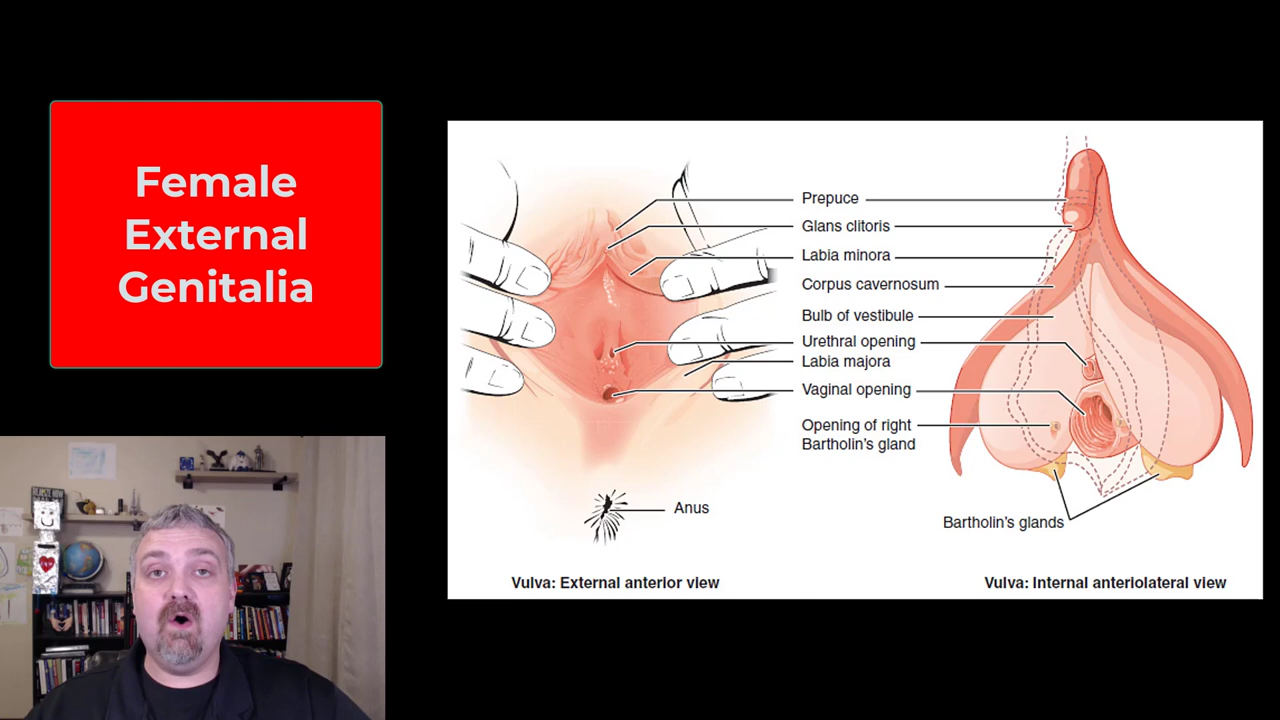 Female
External
Genitalia
Prepuce
Glans clitoris
Labia minora
Corpus cavernosum
Bulb of vestibule
Urethral opening
Labia majora
Vaginal opening
Opening of right
Bartholin's gland
Anus
Bartholin's glands
Vulva: External anterior view
Vulva: Internal anteriolateral view